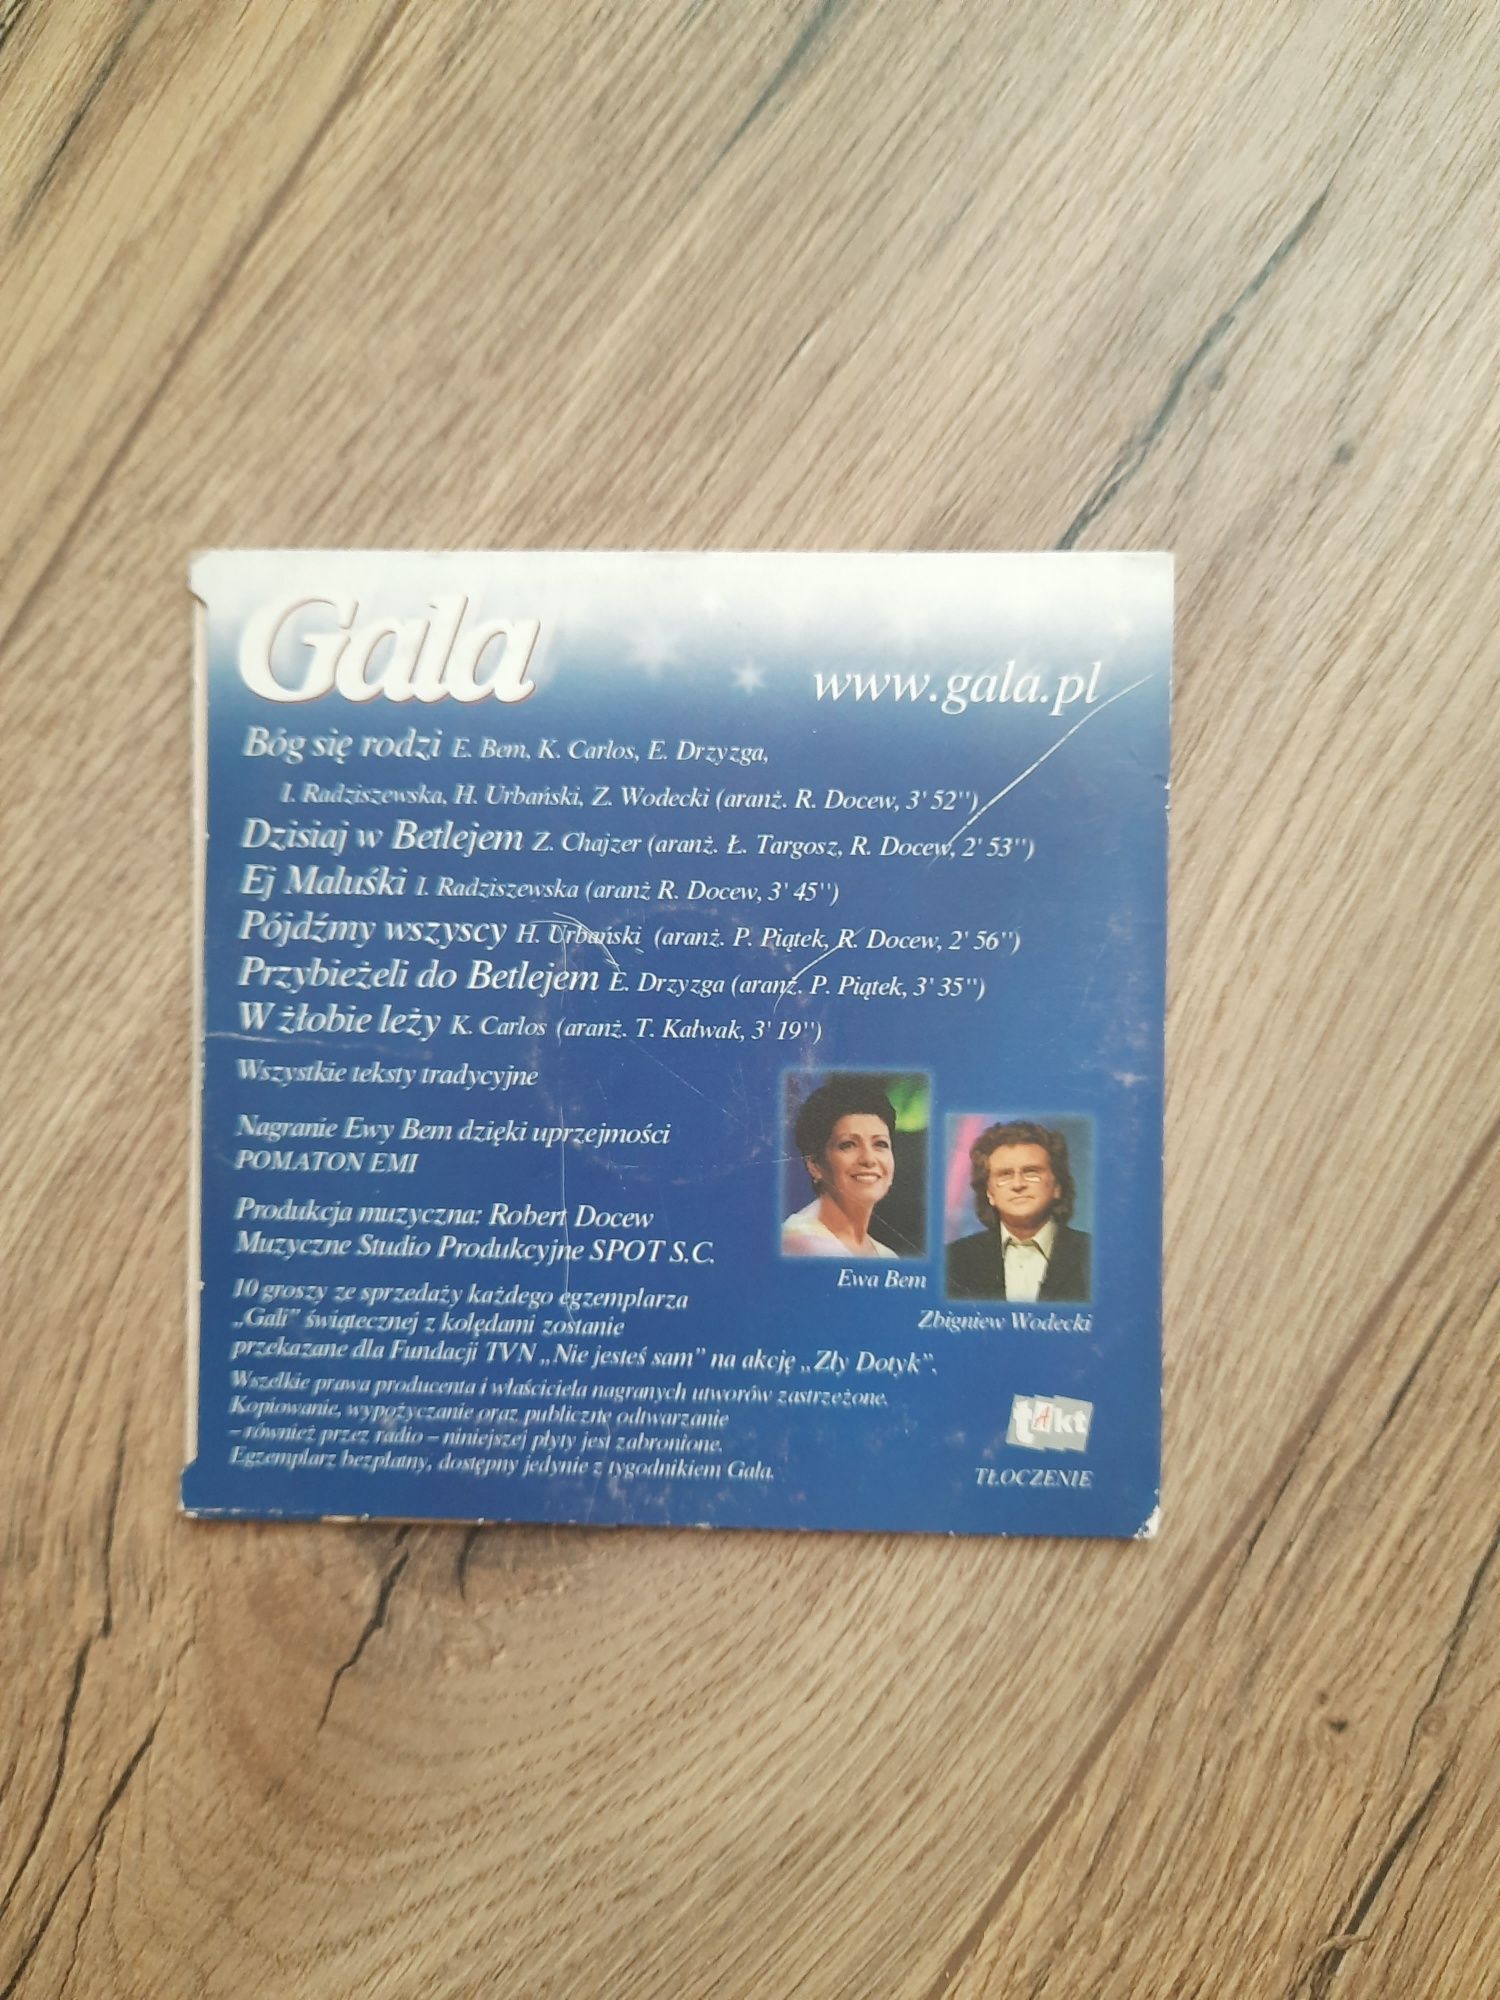 Gala
www.gala.pl
Bóg się rodzi E. Bem, K. Carlos, E. Drzyzga,
I. Radziszewska, H. Urbański, Z. Wodecki (aranż. R. Docew, 3' 52")
Dzisiaj w Betlejem Z. Chajzer (aranż. Ł. Targosz, R. Docew, 2' 53")
Ej Maluśki I. Radziszewska (aranż R. Docew, 3' 45")
Pójdźmy wszyscy H. Urbański (aranż. P. Piątek, R. Docew, 2' 56")
Przybieżeli do Betlejem E. Drzyzga (aranż. P. Piątek, 3' 35")
W żłobie leży K. Carlos (aranż. T. Kałwak, 3' 19")
Wszystkie teksty tradycyjne
Nagranie Ewy Bem dzięki uprzejmości
POMATON EMI
Produkcja muzyczna: Robert Docew
Muzyczne Studio Produkcyjne SPOT S.C.
10 groszy ze sprzedaży każdego egzemplarza
„Gali” świątecznej z kolędami zostanie
przekazane dla Fundacji TVN „Nie jesteś sam” na akcję „Zły Dotyk”.
Wszelkie prawa producenta i właściciela nagranych utworów zastrzeżone.
Kopiowanie, wypożyczanie oraz publiczne odtwarzanie
– również przez radio – niniejszej płyty jest zabronione.
Egzemplarz bezpłatny, dostępny jedynie z tygodnikiem Gala.
Ewa Bem
Zbigniew Wodecki
tAkt
TŁOCZENIE